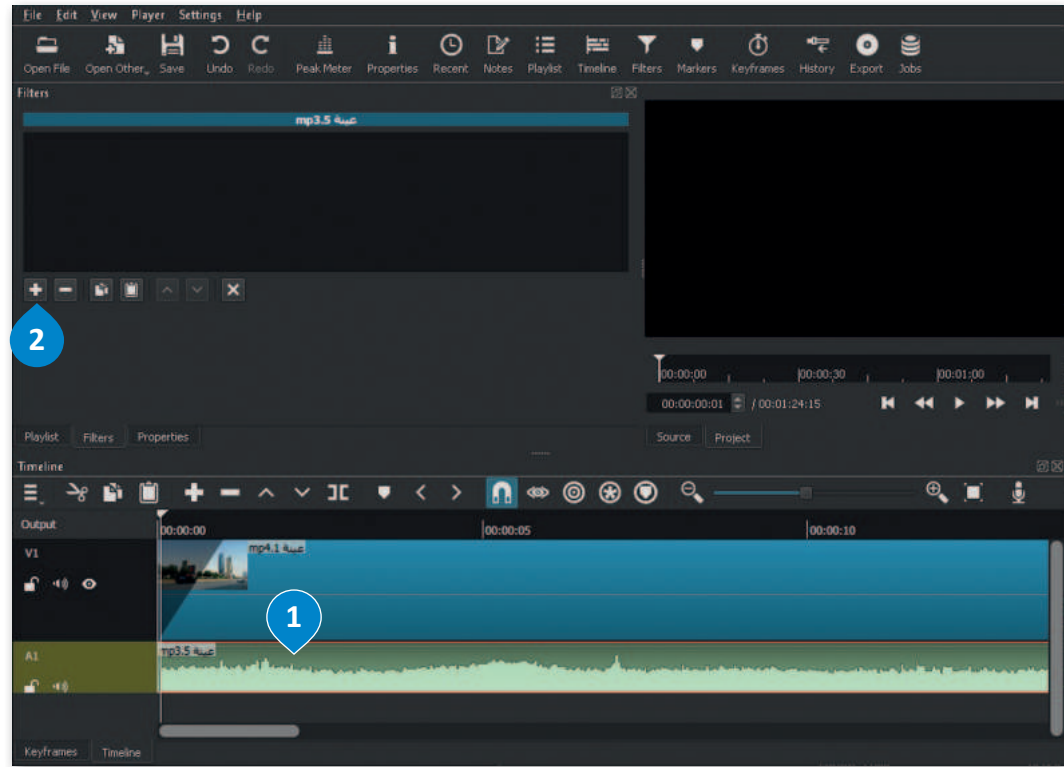 File Edit View Player Settings Help
Open File Open Other Save Undo Redo Peak Meter Properties Recent Notes Playlist Timeline Filters Markers Keyframes History Export Jobs
Filters
عينة 5.mp3
2
00:00:00 00:00:30 00:01:00
00:00:00:01 / 00:01:24:15
Playlist Filters Properties
Source Project
Timeline
Output
00:00:00 00:00:05 00:00:10
V1
عينة 1.mp4
1
A1
عينة 5.mp3
Keyframes Timeline